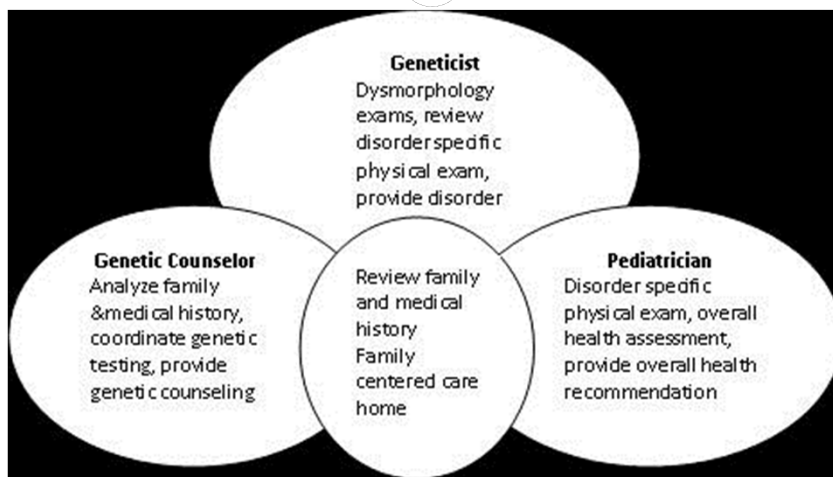 Geneticist
Dysmorphology
exams, review
disorder specific
physical exam,
provide disorder
Genetic Counselor
Analyze family
&medical history,
coordinate genetic
testing, provide
genetic counseling
Review family
and medical
history
Family
centered care
home
Pediatrician
Disorder specific
physical exam, overall
health assessment,
provide overall health
recommendation